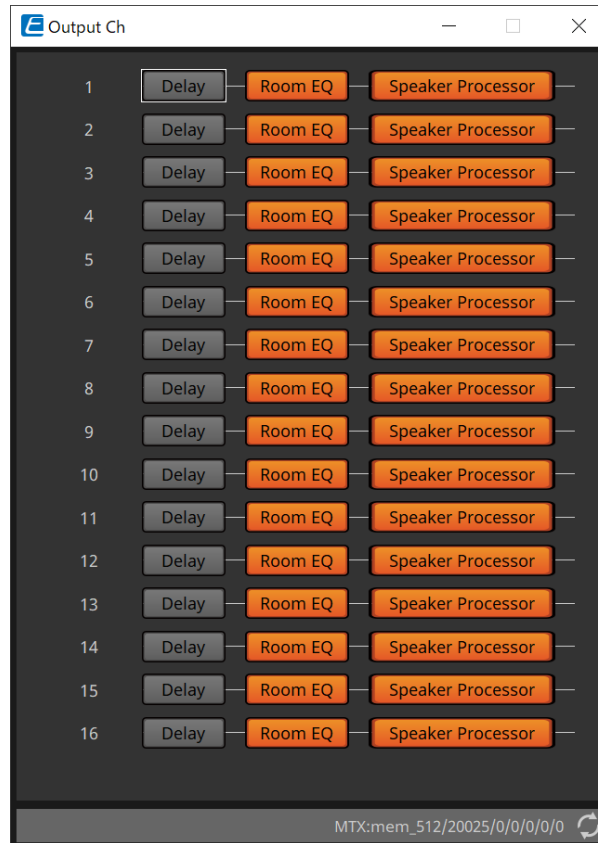 E Output Ch
1 Delay Room EQ Speaker Processor
2 Delay Room EQ Speaker Processor
3 Delay Room EQ Speaker Processor
4 Delay Room EQ Speaker Processor
5 Delay Room EQ Speaker Processor
6 Delay Room EQ Speaker Processor
7 Delay Room EQ Speaker Processor
8 Delay Room EQ Speaker Processor
9 Delay Room EQ Speaker Processor
10 Delay Room EQ Speaker Processor
11 Delay Room EQ Speaker Processor
12 Delay Room EQ Speaker Processor
13 Delay Room EQ Speaker Processor
14 Delay Room EQ Speaker Processor
15 Delay Room EQ Speaker Processor
16 Delay Room EQ Speaker Processor
MTX:mem_512/20025/0/0/0/0/0